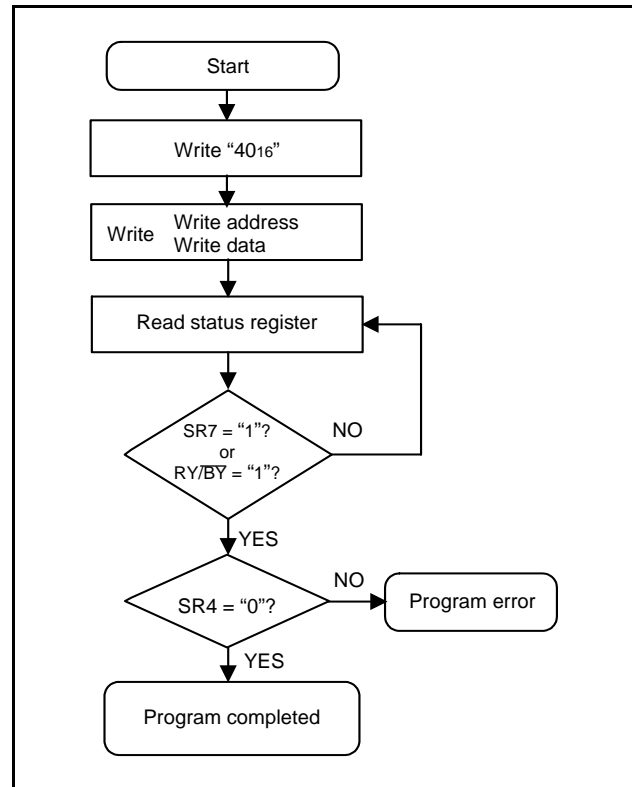 Start
Write “40₁₆”
Write Write address
Write data
Read status register
SR7 = “1”?
or
RY/B̅Y̅ = “1”?
NO
YES
SR4 = “0”?
NO
Program error
YES
Program completed